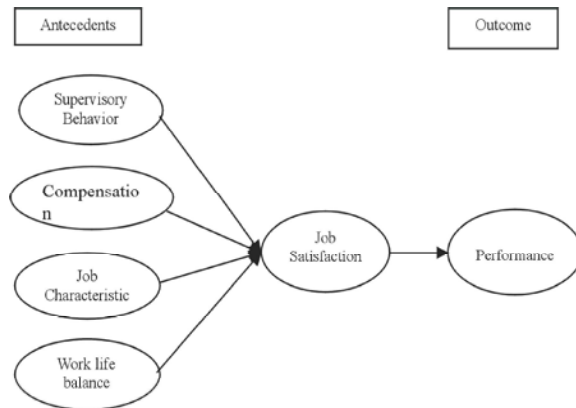 Antecedents
Outcome
Supervisory
Behavior
Compensatio
n
Job
Characteristic
Work life
balance
Job
Satisfaction
Performance